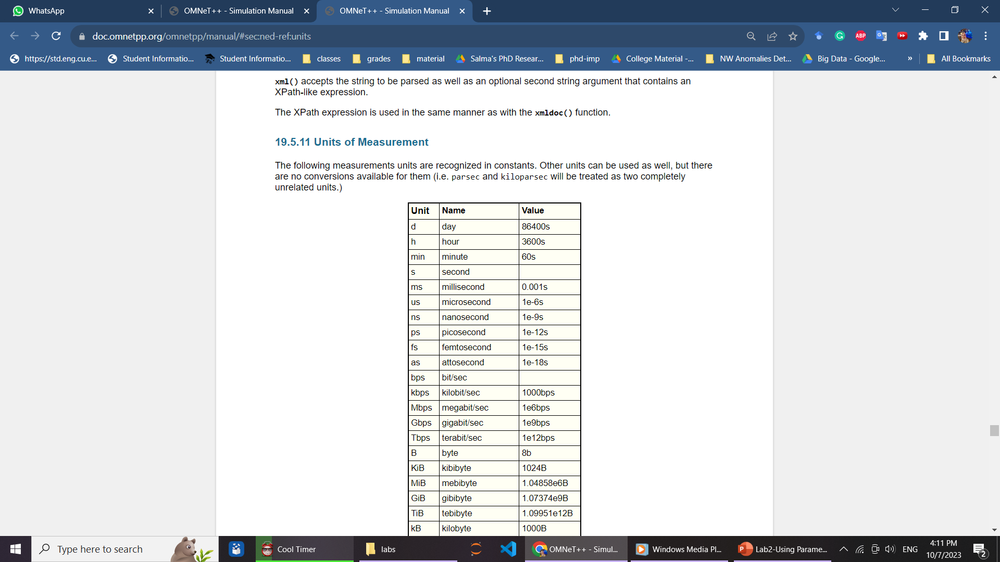 WhatsApp
OMNeT++ - Simulation Manual
OMNeT++ - Simulation Manual
doc.omnetpp.org/omnetpp/manual/#sec:ned-ref:units
ABP
https://std.eng.cu.e...
Student Informatio...
Student Informatio...
classes
grades
material
Salma's PhD Resear...
phd-imp
College Material -...
NW Anomalies Det...
Big Data - Google...
»
All Bookmarks
xml() accepts the string to be parsed as well as an optional second string argument that contains an
XPath-like expression.
The XPath expression is used in the same manner as with the xmldoc() function.
19.5.11 Units of Measurement
The following measurements units are recognized in constants. Other units can be used as well, but there
are no conversions available for them (i.e. parsec and kiloparsec will be treated as two completely
unrelated units.)
Unit Name Value
d day 86400s
h hour 3600s
min minute 60s
s second
ms millisecond 0.001s
us microsecond 1e-6s
ns nanosecond 1e-9s
ps picosecond 1e-12s
fs femtosecond 1e-15s
as attosecond 1e-18s
bps bit/sec
kbps kilobit/sec 1000bps
Mbps megabit/sec 1e6bps
Gbps gigabit/sec 1e9bps
Tbps terabit/sec 1e12bps
B byte 8b
KiB kibibyte 1024B
MiB mebibyte 1.04858e6B
GiB gibibyte 1.07374e9B
TiB tebibyte 1.09951e12B
kB kilobyte 1000B
Type here to search
Cool Timer
labs
OMNeT++ - Simul...
Windows Media Pl...
Lab2-Using Parame...
ENG
4:11 PM
10/7/2023
2